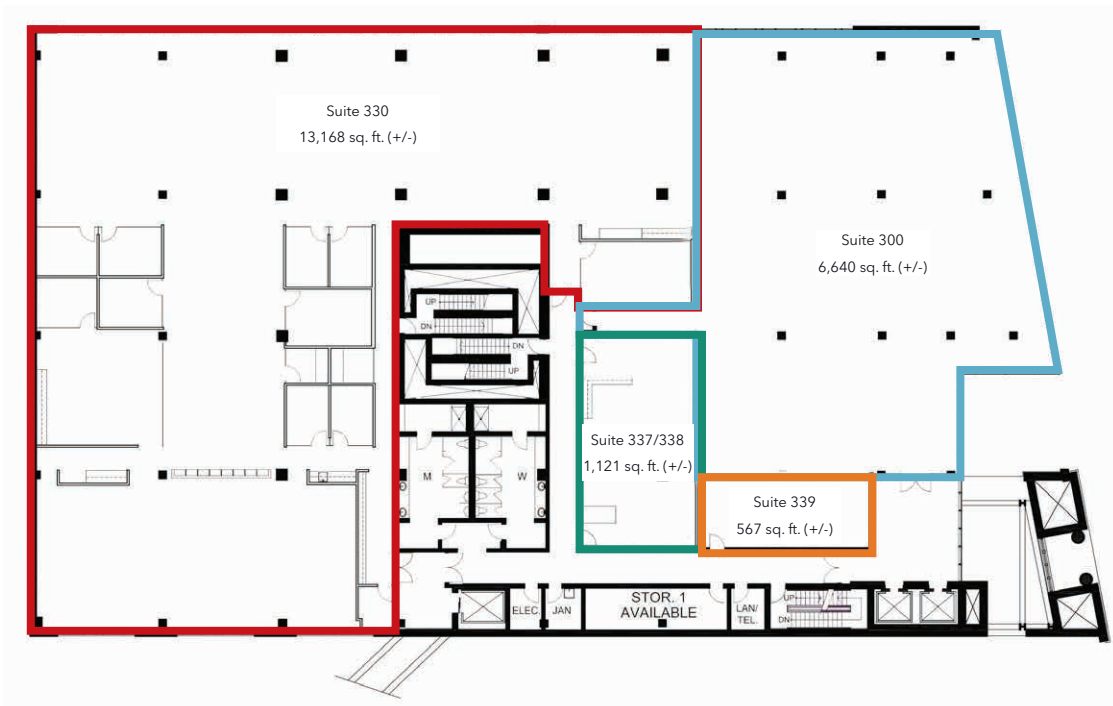 Suite 330
13,168 sq. ft. (+/-)
Suite 300
6,640 sq. ft. (+/-)
UP
DN
DN
UP
Suite 337/338
1,121 sq. ft. (+/-)
M
W
Suite 339
567 sq. ft. (+/-)
ELEC.
JAN
STOR. 1
AVAILABLE
LAN/
TEL.
UP
DN